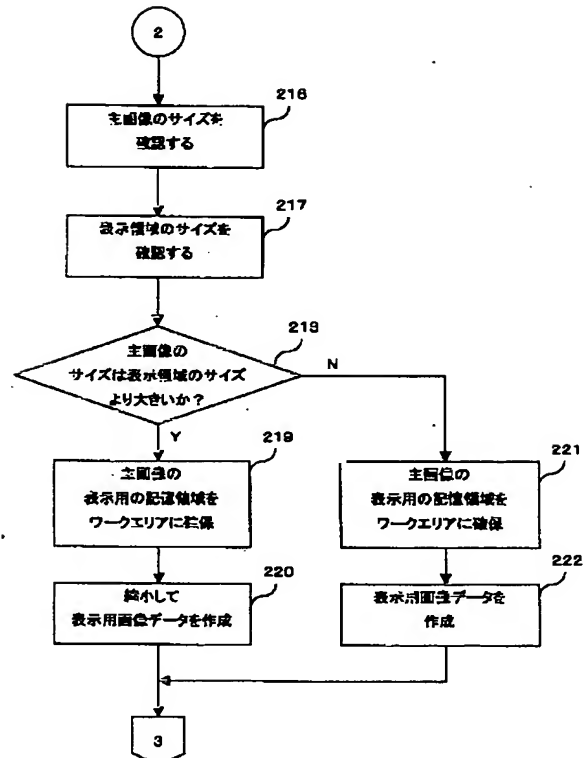 2
216
主画像のサイズを
確認する
217
表示領域のサイズを
確認する
218
主画像の
サイズは表示領域のサイズ
より大きいか？
N
Y
219
主画像の
表示用の記憶領域を
ワークエリアに確保
221
主画像の
表示用の記憶領域を
ワークエリアに確保
220
縮小して
表示用画像データを作成
222
表示用画像データを
作成
3